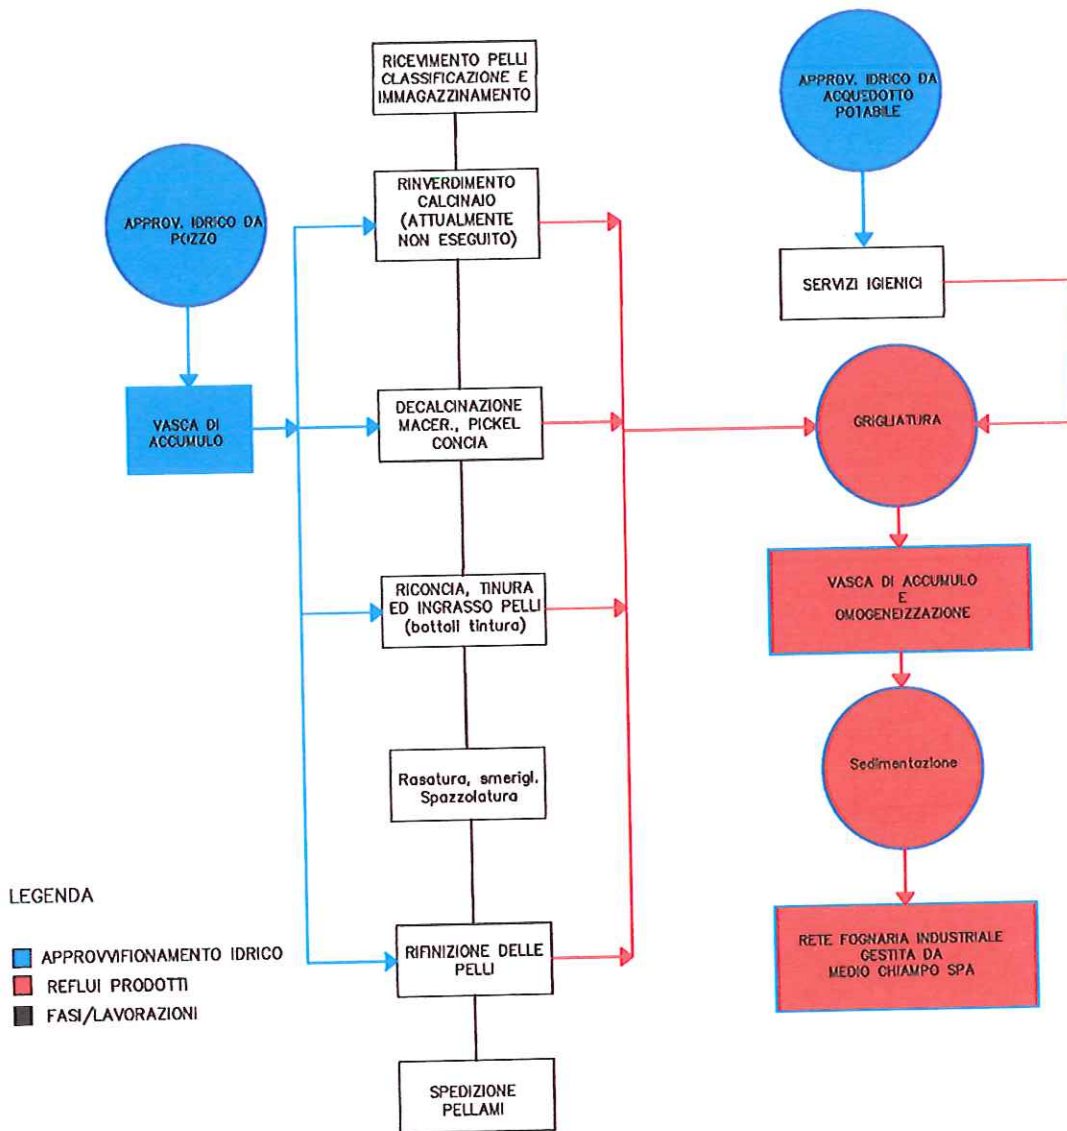 RICEVIMENTO PELLI
CLASSIFICAZIONE E
IMMAGAZZINAMENTO
APPROV. IDRICO DA
ACQUEDOTTO
POTABILE
APPROV. IDRICO DA
POZZO
RINVERDIMENTO
CALCINAIO
(ATTUALMENTE
NON ESEGUITO)
SERVIZI IGIENICI
VASCA DI
ACCUMULO
DECALCINAZIONE
MACER., PICKEL
CONCIA
GRIGLIATURA
RICONCIA, TINURA
ED INGRASSO PELLI
(bottali tintura)
VASCA DI ACCUMULO
E
OMOGENEIZZAZIONE
Rasatura, smerigl.
Spazzolatura
Sedimentazione
LEGENDA
APPROVVIFIONAMENTO IDRICO
REFLUI PRODOTTI
FASI/LAVORAZIONI
RIFINIZIONE DELLE
PELLI
RETE FOGNARIA INDUSTRIALE
GESTITA DA
MEDIO CHIAMPO SPA
SPEDIZIONE
PELLAMI